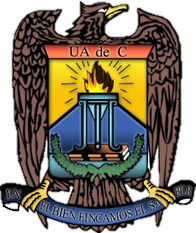 UA de C
EN EL BIEN FINCAMOS EL SABER